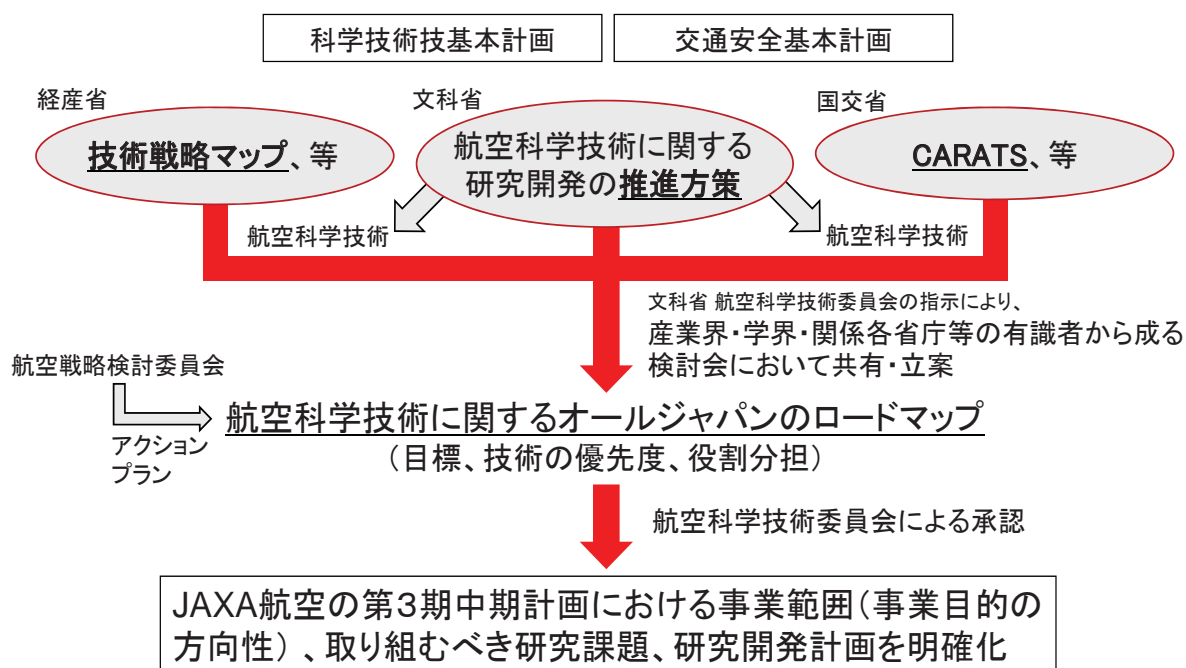 科学技術技基本計画
交通安全基本計画
経産省
文科省
国交省
技術戦略マップ、等
航空科学技術に関する
研究開発の推進方策
CARATS、等
航空科学技術
航空科学技術
文科省 航空科学技術委員会の指示により、
産業界・学界・関係各省庁等の有識者から成る
検討会において共有・立案
航空戦略検討委員会
アクション
プラン
航空科学技術に関するオールジャパンのロードマップ
（目標、技術の優先度、役割分担）
航空科学技術委員会による承認
JAXA航空の第３期中期計画における事業範囲（事業目的の
方向性）、取り組むべき研究課題、研究開発計画を明確化